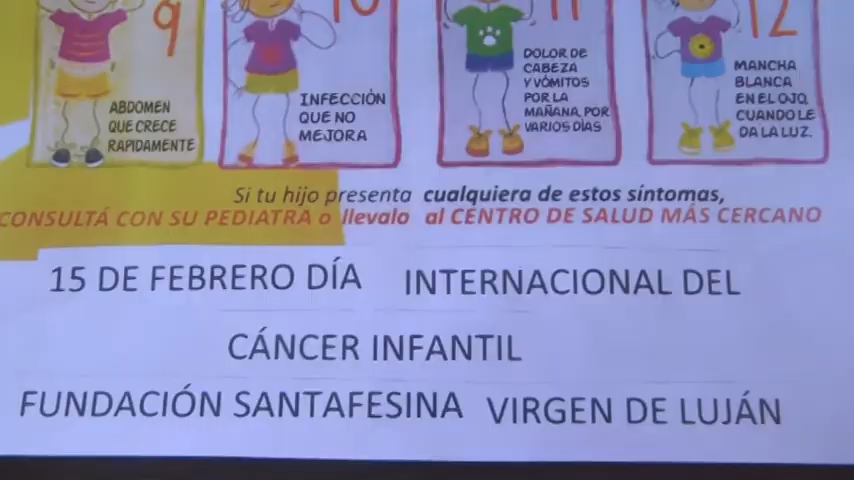 9
10
11
12
ABDOMEN
QUE CRECE
RAPIDAMENTE
INFECCIÓN
QUE NO
MEJORA
DOLOR DE
CABEZA
Y VÓMITOS
POR LA
MAÑANA, POR
VARIOS DÍAS
MANCHA
BLANCA
EN EL OJO,
CUANDO LE
DA LA LUZ.
Si tu hijo presenta cualquiera de estos síntomas,
CONSULTÁ CON SU PEDIATRA o llevalo al CENTRO DE SALUD MÁS CERCANO
15 DE FEBRERO DÍA INTERNACIONAL DEL
CÁNCER INFANTIL
FUNDACIÓN SANTAFESINA VIRGEN DE LUJÁN